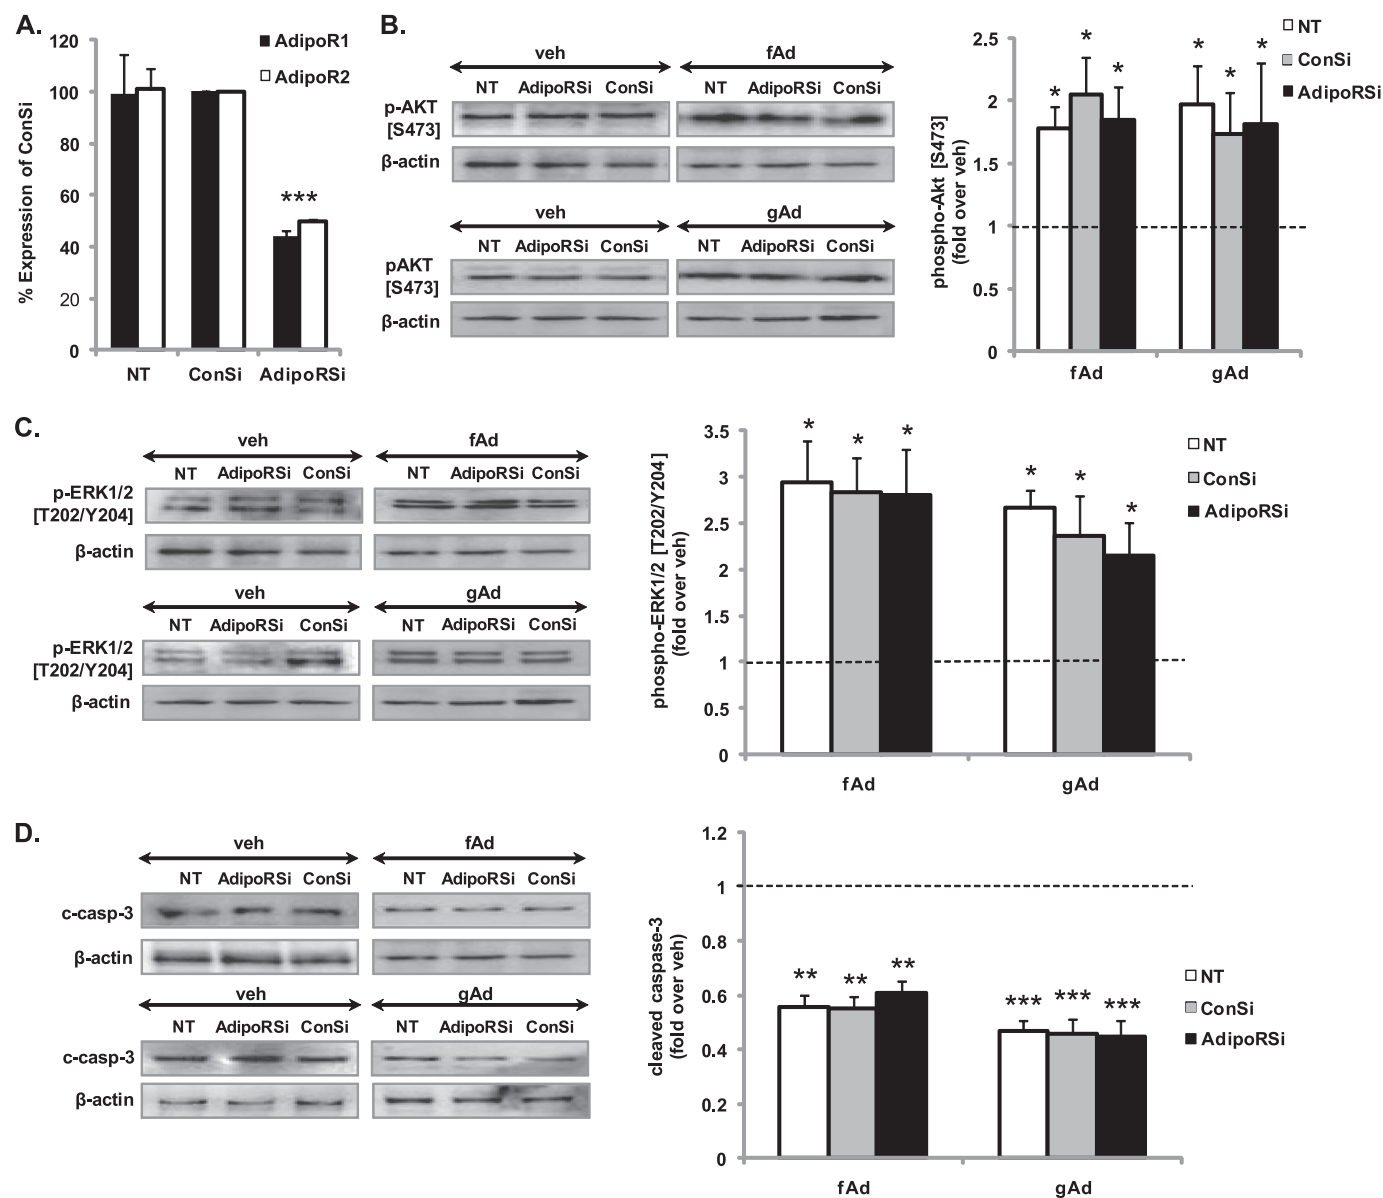 A.
120
100
80
60
40
20
0
% Expression of ConSi
AdipoR1
AdipoR2
***
NT ConSi AdipoRSi
B.
veh fAd
NT AdipoRSi ConSi NT AdipoRSi ConSi
p-AKT
[S473]
β-actin
veh gAd
NT AdipoRSi ConSi NT AdipoRSi ConSi
pAKT
[S473]
β-actin
2.5
2
1.5
1
0.5
0
phospho-Akt [S473]
(fold over veh)
* * * * * *
NT
ConSi
AdipoRSi
fAd gAd
C.
veh fAd
NT AdipoRSi ConSi NT AdipoRSi ConSi
p-ERK1/2
[T202/Y204]
β-actin
veh gAd
NT AdipoRSi ConSi NT AdipoRSi ConSi
p-ERK1/2
[T202/Y204]
β-actin
3.5
3
2.5
2
1.5
1
0.5
0
phospho-ERK1/2 [T202/Y204]
(fold over veh)
* * * * * *
NT
ConSi
AdipoRSi
fAd gAd
D.
veh fAd
NT AdipoRSi ConSi NT AdipoRSi ConSi
c-casp-3
β-actin
veh gAd
NT AdipoRSi ConSi NT AdipoRSi ConSi
c-casp-3
β-actin
1.2
1
0.8
0.6
0.4
0.2
0
cleaved caspase-3
(fold over veh)
** ** ** *** *** ***
NT
ConSi
AdipoRSi
fAd gAd